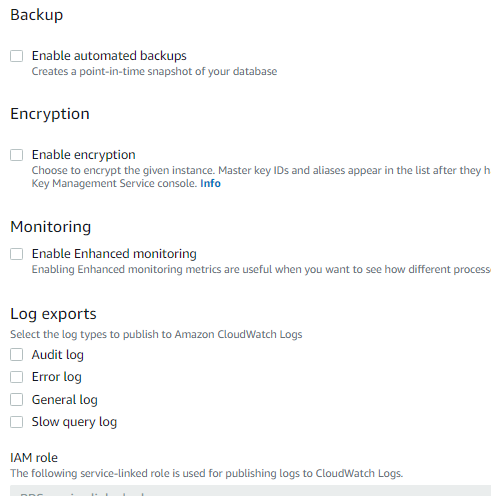 Backup
Enable automated backups
Creates a point-in-time snapshot of your database
Encryption
Enable encryption
Choose to encrypt the given instance. Master key IDs and aliases appear in the list after they h
Key Management Service console. Info
Monitoring
Enable Enhanced monitoring
Enabling Enhanced monitoring metrics are useful when you want to see how different process
Log exports
Select the log types to publish to Amazon CloudWatch Logs
Audit log
Error log
General log
Slow query log
IAM role
The following service-linked role is used for publishing logs to CloudWatch Logs.